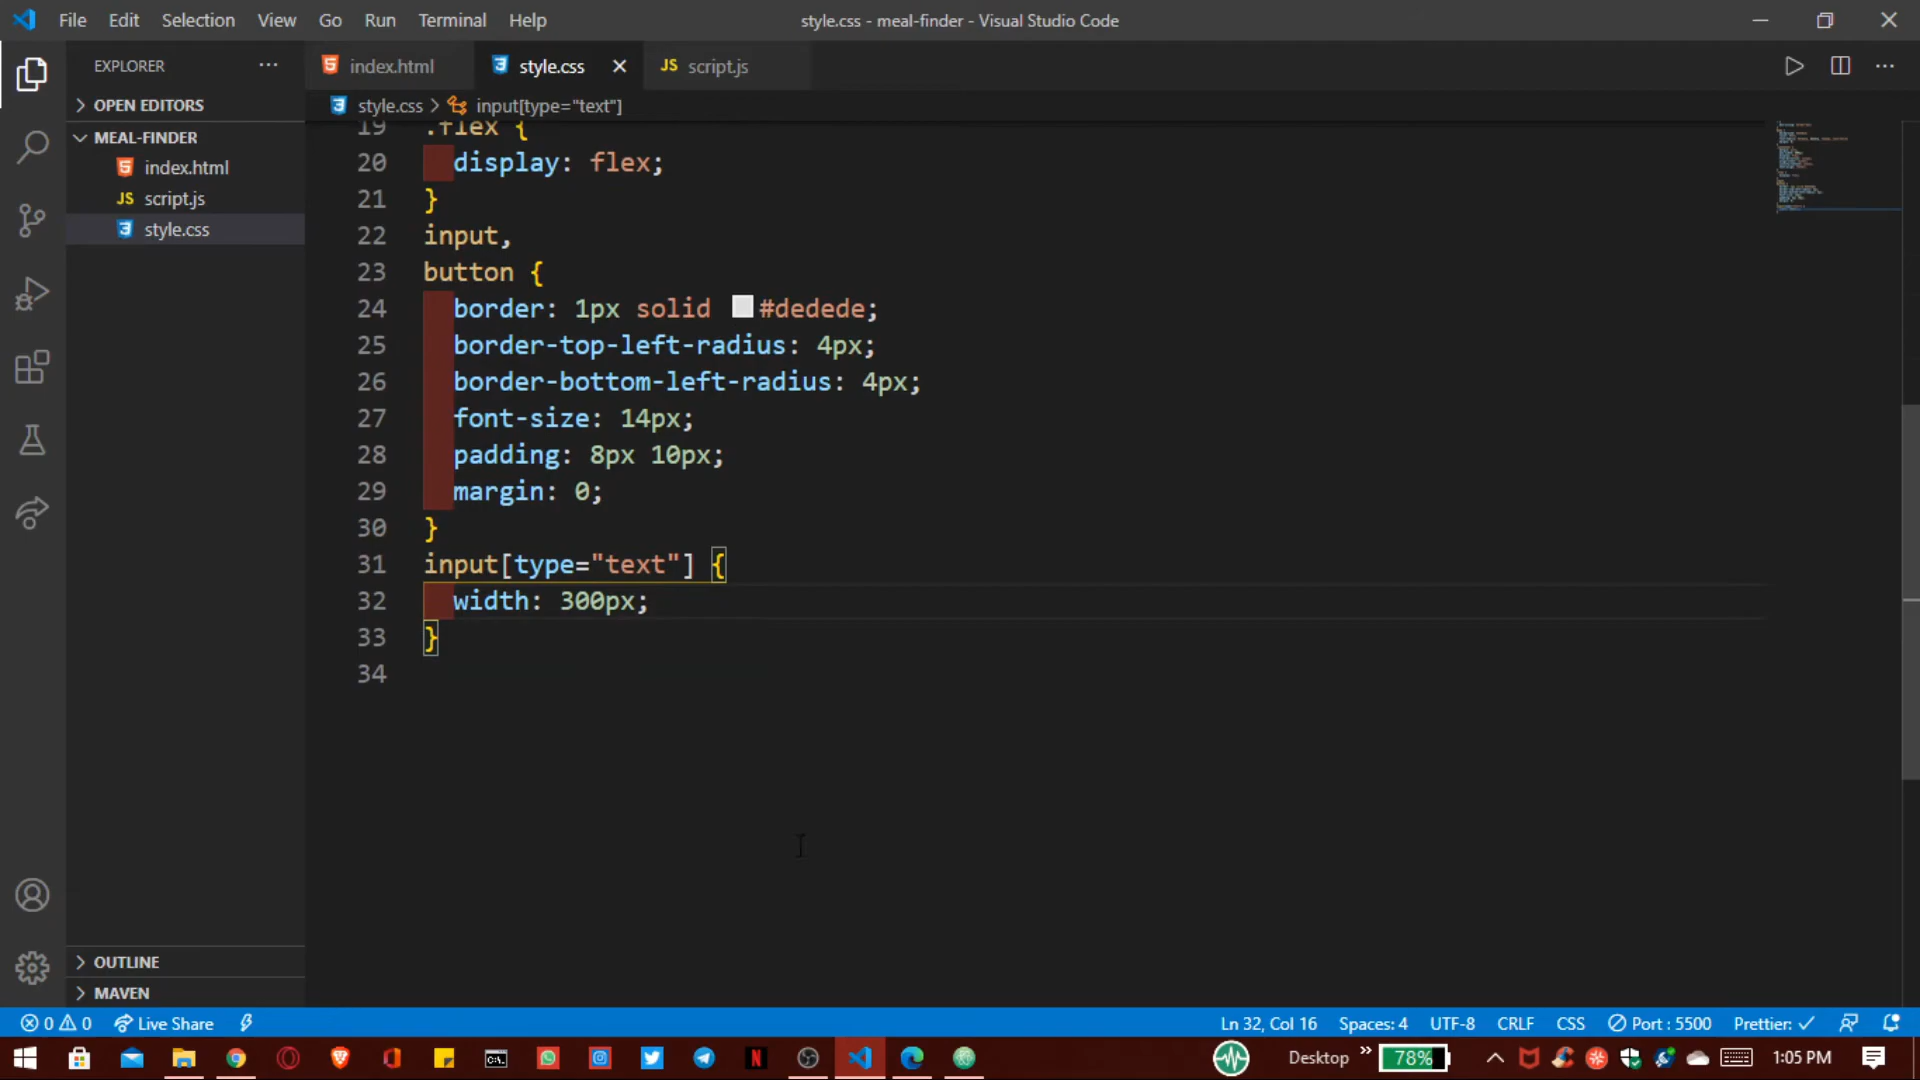 File Edit Selection View Go Run Terminal Help
style.css - meal-finder - Visual Studio Code
EXPLORER
index.html
style.css
JS script.js
OPEN EDITORS
style.css > input[type="text"]
MEAL-FINDER
index.html
JS script.js
style.css
19 .flex {
20 display: flex;
21 }
22 input,
23 button {
24 border: 1px solid #dedede;
25 border-top-left-radius: 4px;
26 border-bottom-left-radius: 4px;
27 font-size: 14px;
28 padding: 8px 10px;
29 margin: 0;
30 }
31 input[type="text"] {
32 width: 300px;
33 }
34
OUTLINE
MAVEN
0 0 Live Share
Ln 32, Col 16 Spaces: 4 UTF-8 CRLF CSS Port : 5500 Prettier: ✓
Desktop » 78% 1:05 PM